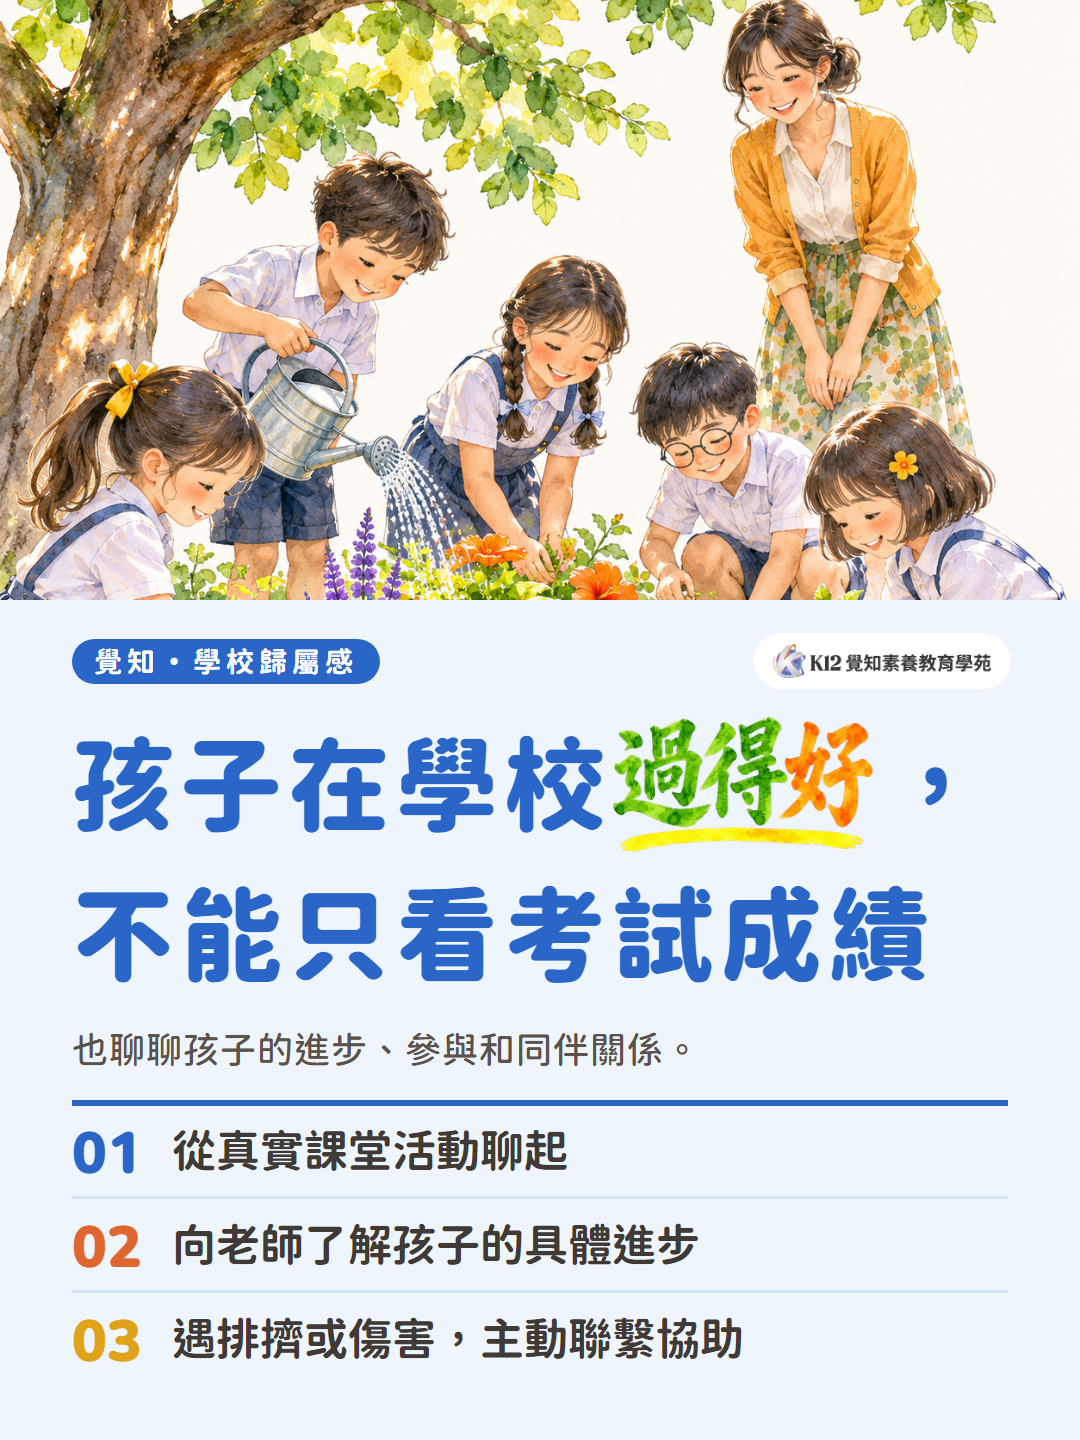 覺知・學校歸屬感
K12 覺知素養教育學苑
孩子在學校過得好，
不能只看考試成績
也聊聊孩子的進步、參與和同伴關係。
01 從真實課堂活動聊起
02 向老師了解孩子的具體進步
03 遇排擠或傷害，主動聯繫協助